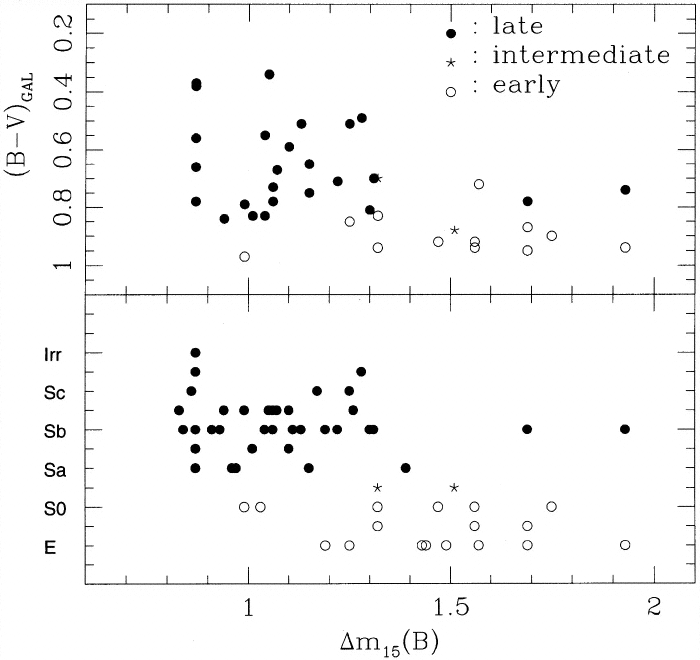 (B−V)GAL
0.2
0.4
0.6
0.8
1
● : late
* : intermediate
○ : early
Irr
Sc
Sb
Sa
S0
E
1
1.5
2
Δm15(B)